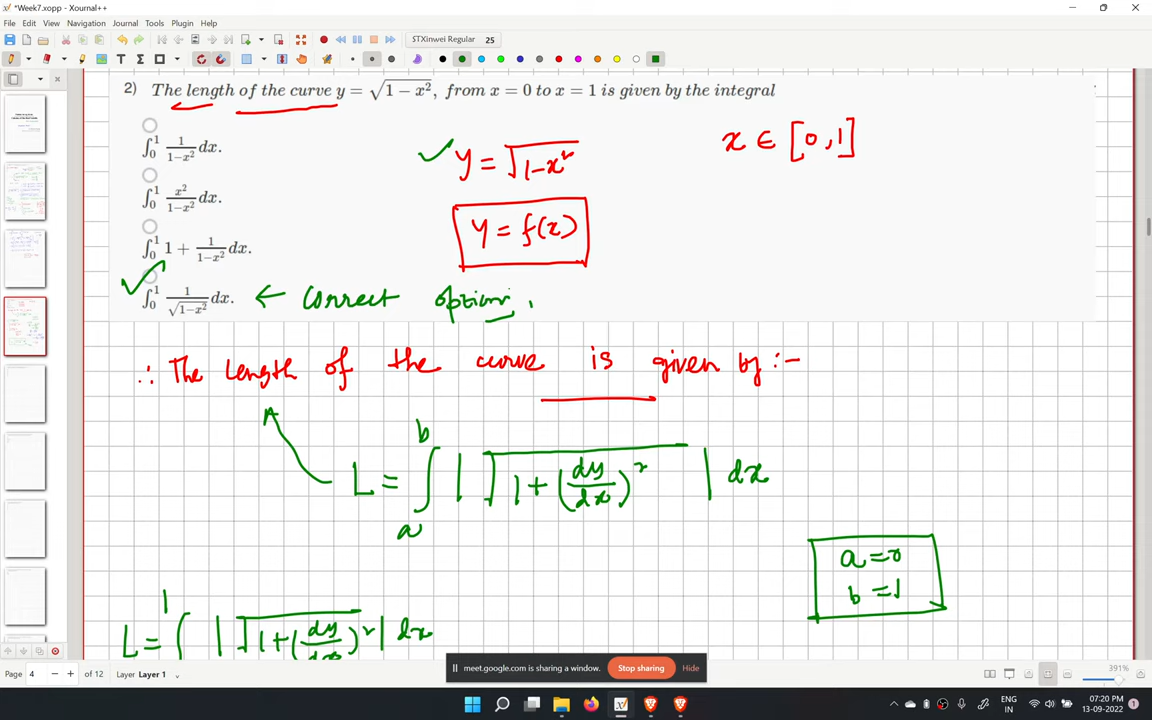 *Week7.xopp - Xournal++
File Edit View Navigation Journal Tools Plugin Help
STXinwei Regular 25
2) The length of the curve y = √(1 − x²), from x = 0 to x = 1 is given by the integral
x ∈ [0,1]
∫₀¹ 1/(1−x²) dx.
y = √(1−x²)
∫₀¹ x²/(1−x²) dx.
y = f(x)
∫₀¹ 1 + 1/(1−x²) dx.
∫₀¹ 1/√(1−x²) dx. ← Correct option.
∴ The length of the curve is given by :-
L = ∫ₐᵇ | √(1 + (dy/dx)²) | dx
a = 0
b = 1
L = ∫¹ | √(1 + (dy/dx)²) | dx
meet.google.com is sharing a window. Stop sharing Hide
Page 4 of 12 Layer Layer 1
391%
ENG
IN
07:20 PM
13-09-2022